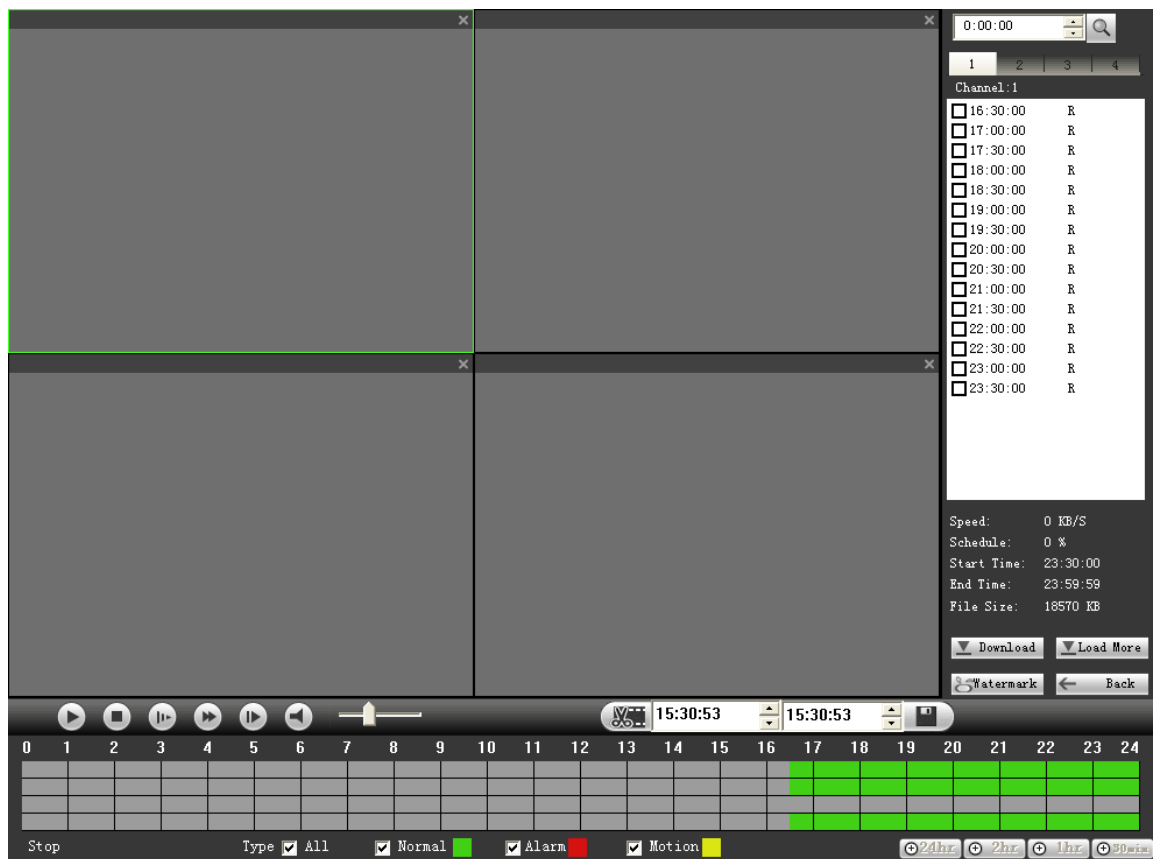 0:00:00
1 2 3 4
Channel:1
16:30:00 R
17:00:00 R
17:30:00 R
18:00:00 R
18:30:00 R
19:00:00 R
19:30:00 R
20:00:00 R
20:30:00 R
21:00:00 R
21:30:00 R
22:00:00 R
22:30:00 R
23:00:00 R
23:30:00 R
Speed: 0 KB/S
Schedule: 0 %
Start Time: 23:30:00
End Time: 23:59:59
File Size: 18570 KB
Download Load More
Watermark Back
15:30:53 15:30:53
0 1 2 3 4 5 6 7 8 9 10 11 12 13 14 15 16 17 18 19 20 21 22 23 24
Stop Type All Normal Alarm Motion 24hr 2hr 1hr 30min